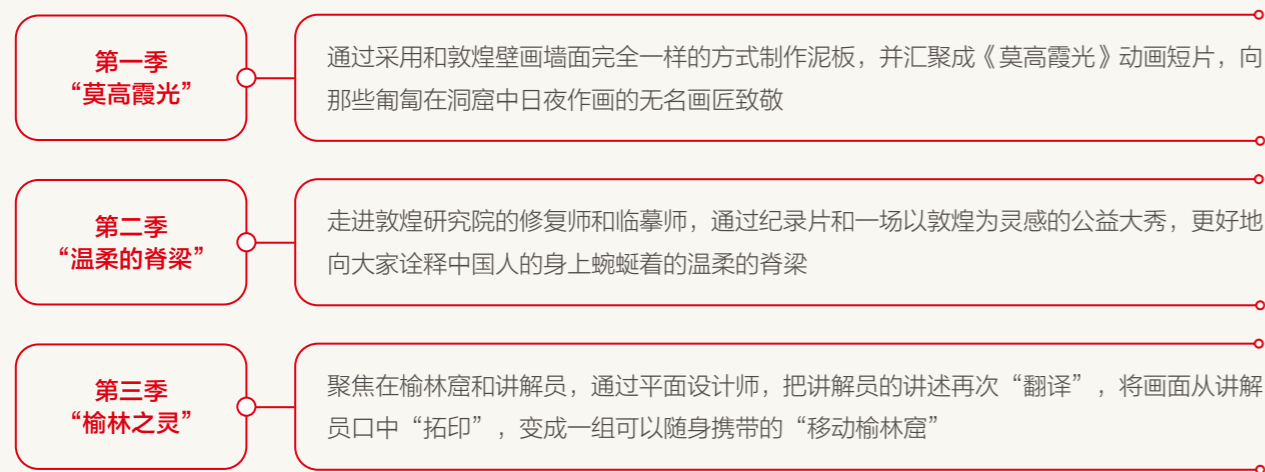 第一季
“莫高霞光”
通过采用和敦煌壁画墙面完全一样的方式制作泥板，并汇聚成《莫高霞光》动画短片，向
那些匍匐在洞窟中日夜作画的无名画匠致敬
第二季
“温柔的脊梁”
走进敦煌研究院的修复师和临摹师，通过纪录片和一场以敦煌为灵感的公益大秀，更好地
向大家诠释中国人的身上蜿蜒着的温柔的脊梁
第三季
“榆林之灵”
聚焦在榆林窟和讲解员，通过平面设计师，把讲解员的讲述再次“翻译”，将画面从讲解
员口中“拓印”，变成一组可以随身携带的“移动榆林窟”